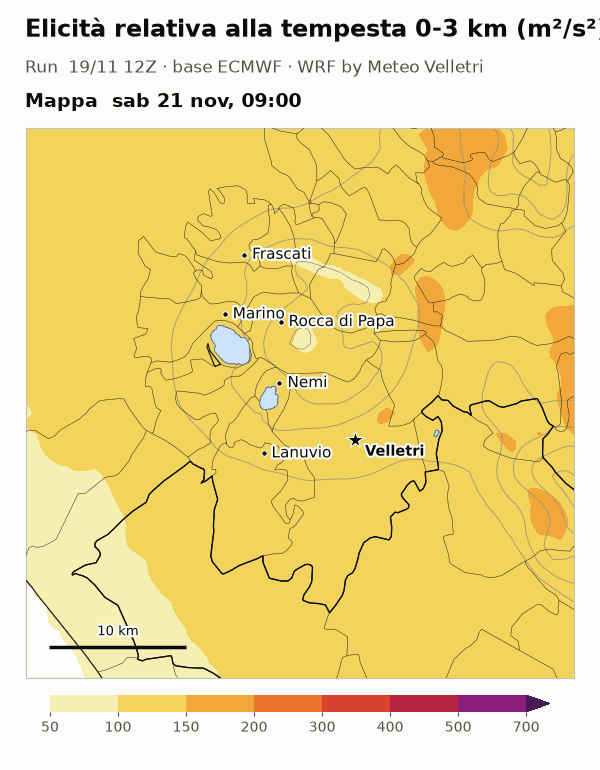 Elicità relativa alla tempesta 0-3 km (m²/s²)
Run 19/11 12Z · base ECMWF · WRF by Meteo Velletri
Mappa sab 21 nov, 09:00
Frascati
Marino
Rocca di Papa
Nemi
Velletri
Lanuvio
10 km
50 100 150 200 300 400 500 700